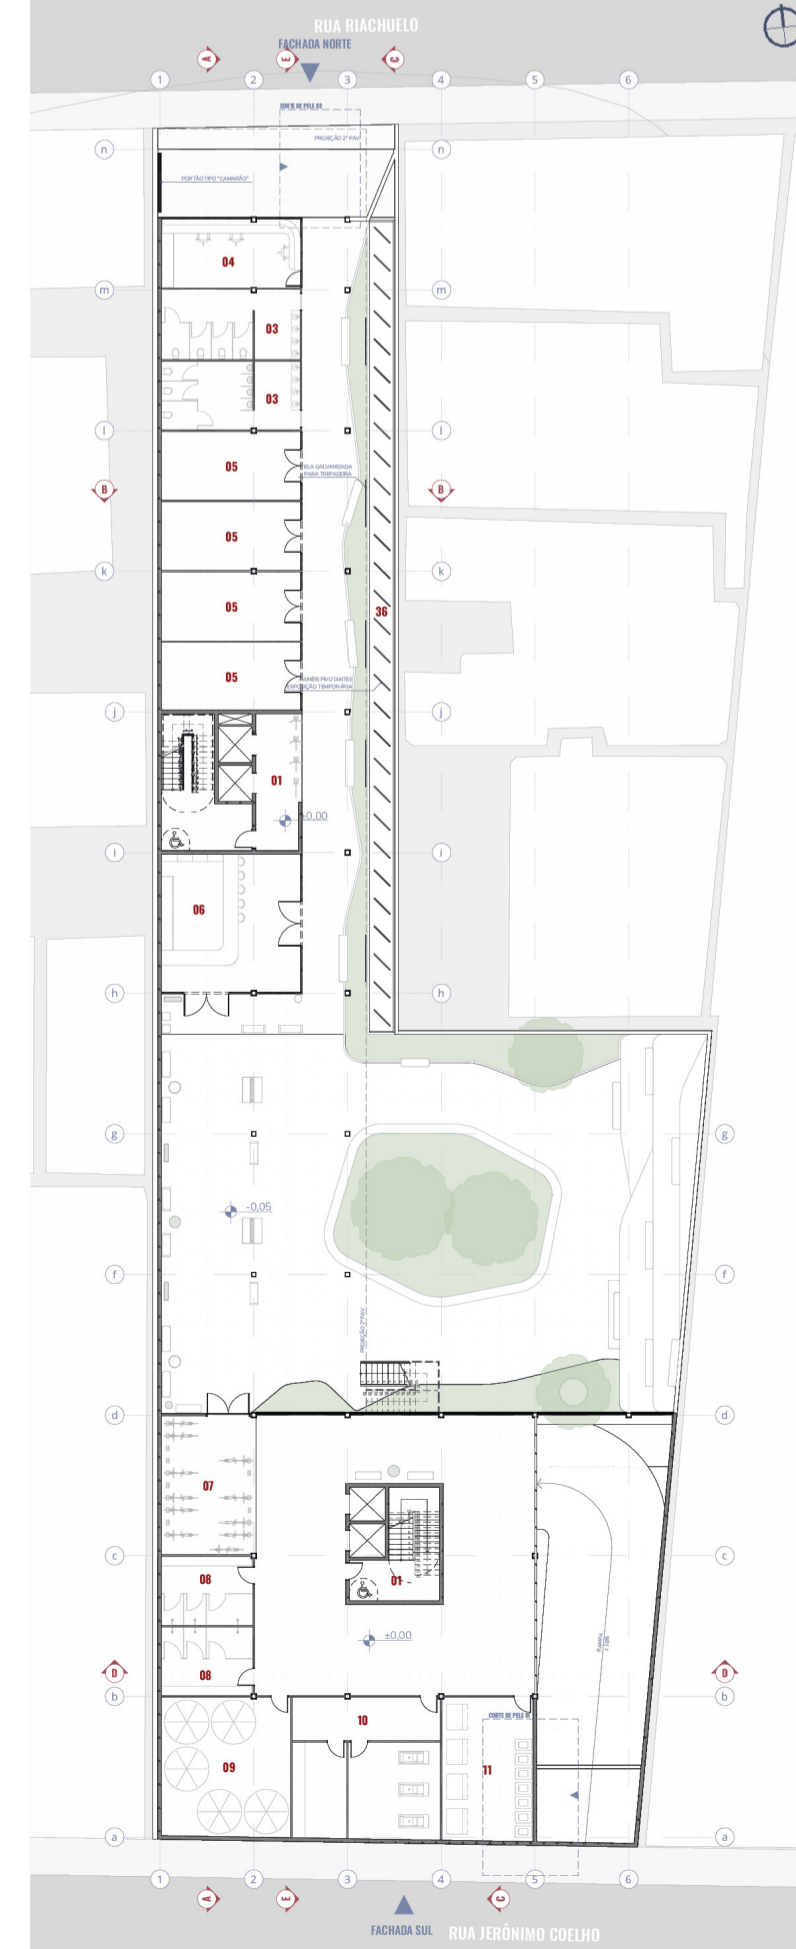 RUA RIACHUELO
FACHADA NORTE
A
E
C
1
2
3
4
5
6
CORTE DE PELE 02
PROJEÇÃO 2º PAV.
n
n
PORTÃO TIPO "CAMARÃO"
04
m
m
03
03
l
l
05
TELA GALVANIZADA
PARA TREPADEIRA
B
B
05
k
k
05
36
05
PAINÉIS PIVOTANTES
EXPOSIÇÃO TEMPORÁRIA
j
j
01
±0,00
i
i
06
h
h
g
g
-0,05
f
f
PROJEÇÃO 2º PAV.
d
d
07
c
c
08
01
±0,00
RAMPA
08
D
D
b
b
10
CORTE DE PELE 01
09
11
a
a
1
2
3
4
5
6
A
E
C
FACHADA SUL
RUA JERÔNIMO COELHO